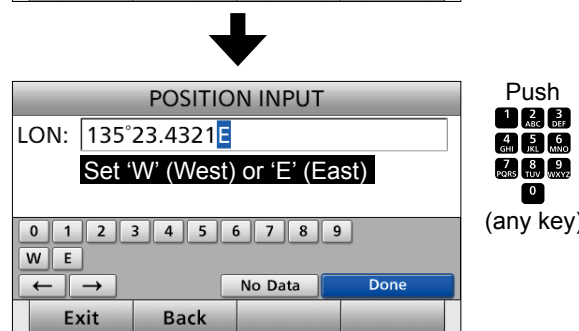 POSITION INPUT
LON: 135°23.4321E
Set ‘W’ (West) or ‘E’ (East)
0 1 2 3 4 5 6 7 8 9
W E
← → No Data Done
Exit Back
Push
1 2 ABC 3 DEF
4 GHI 5 JKL 6 MNO
7 PQRS 8 TUV 9 WXYZ
0
(any key)